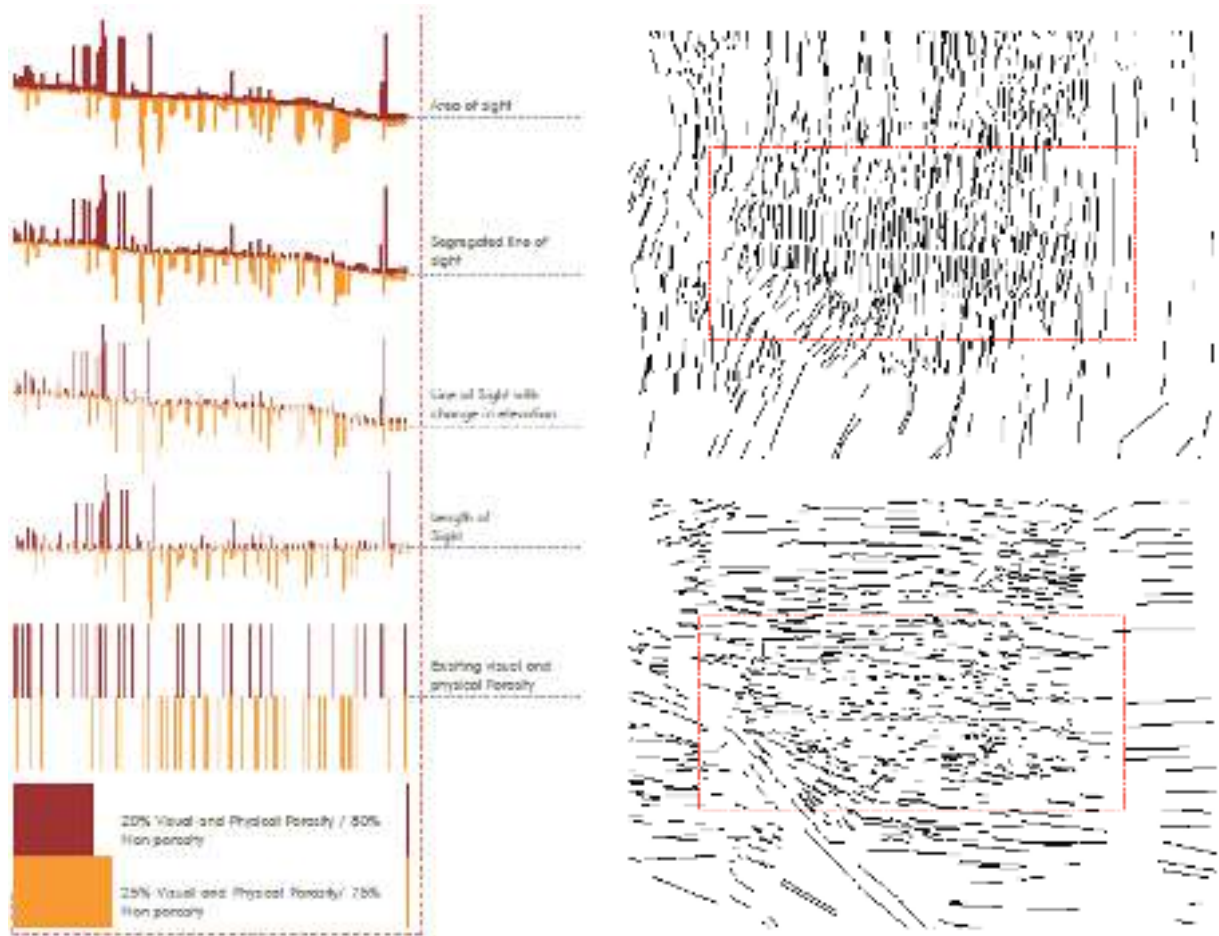 Area of sight
Segregated line of
sight
Line of Sight with
change in elevation
Length of
Sight
Existing visual and
physical Porosity
20% Visual and Physical Porosity / 80%
Non porosity
25% Visual and Physical Porosity/ 75%
Non porosity